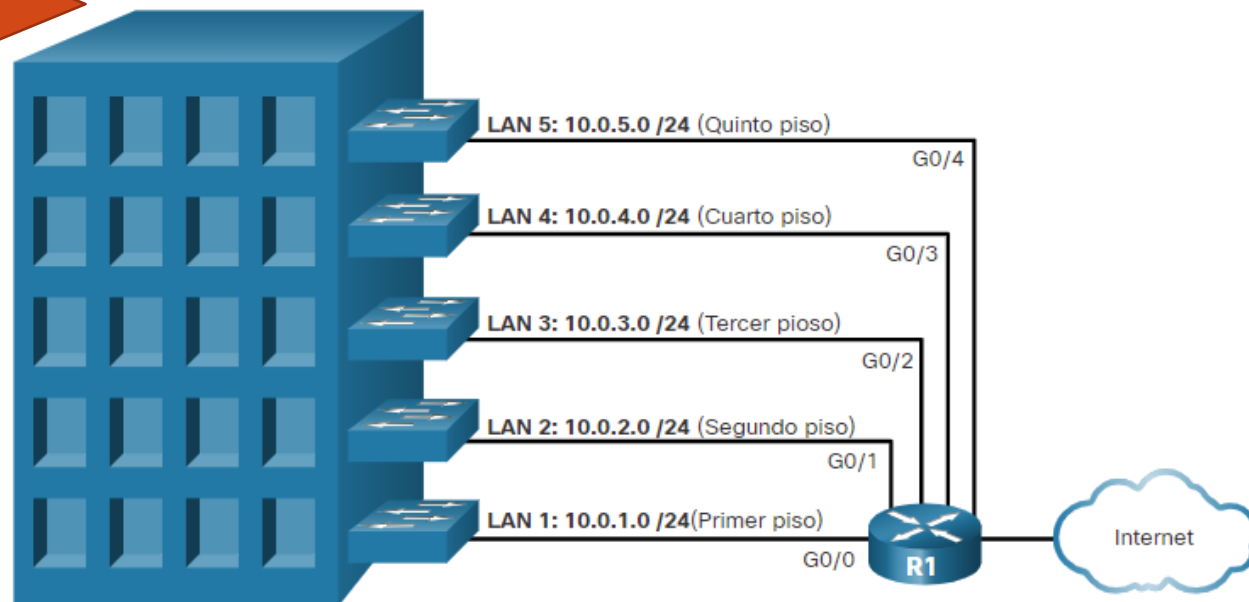 LAN 5: 10.0.5.0 /24 (Quinto piso)
G0/4
LAN 4: 10.0.4.0 /24 (Cuarto piso)
G0/3
LAN 3: 10.0.3.0 /24 (Tercer pioso)
G0/2
LAN 2: 10.0.2.0 /24 (Segundo piso)
G0/1
LAN 1: 10.0.1.0 /24(Primer piso)
G0/0
R1
Internet